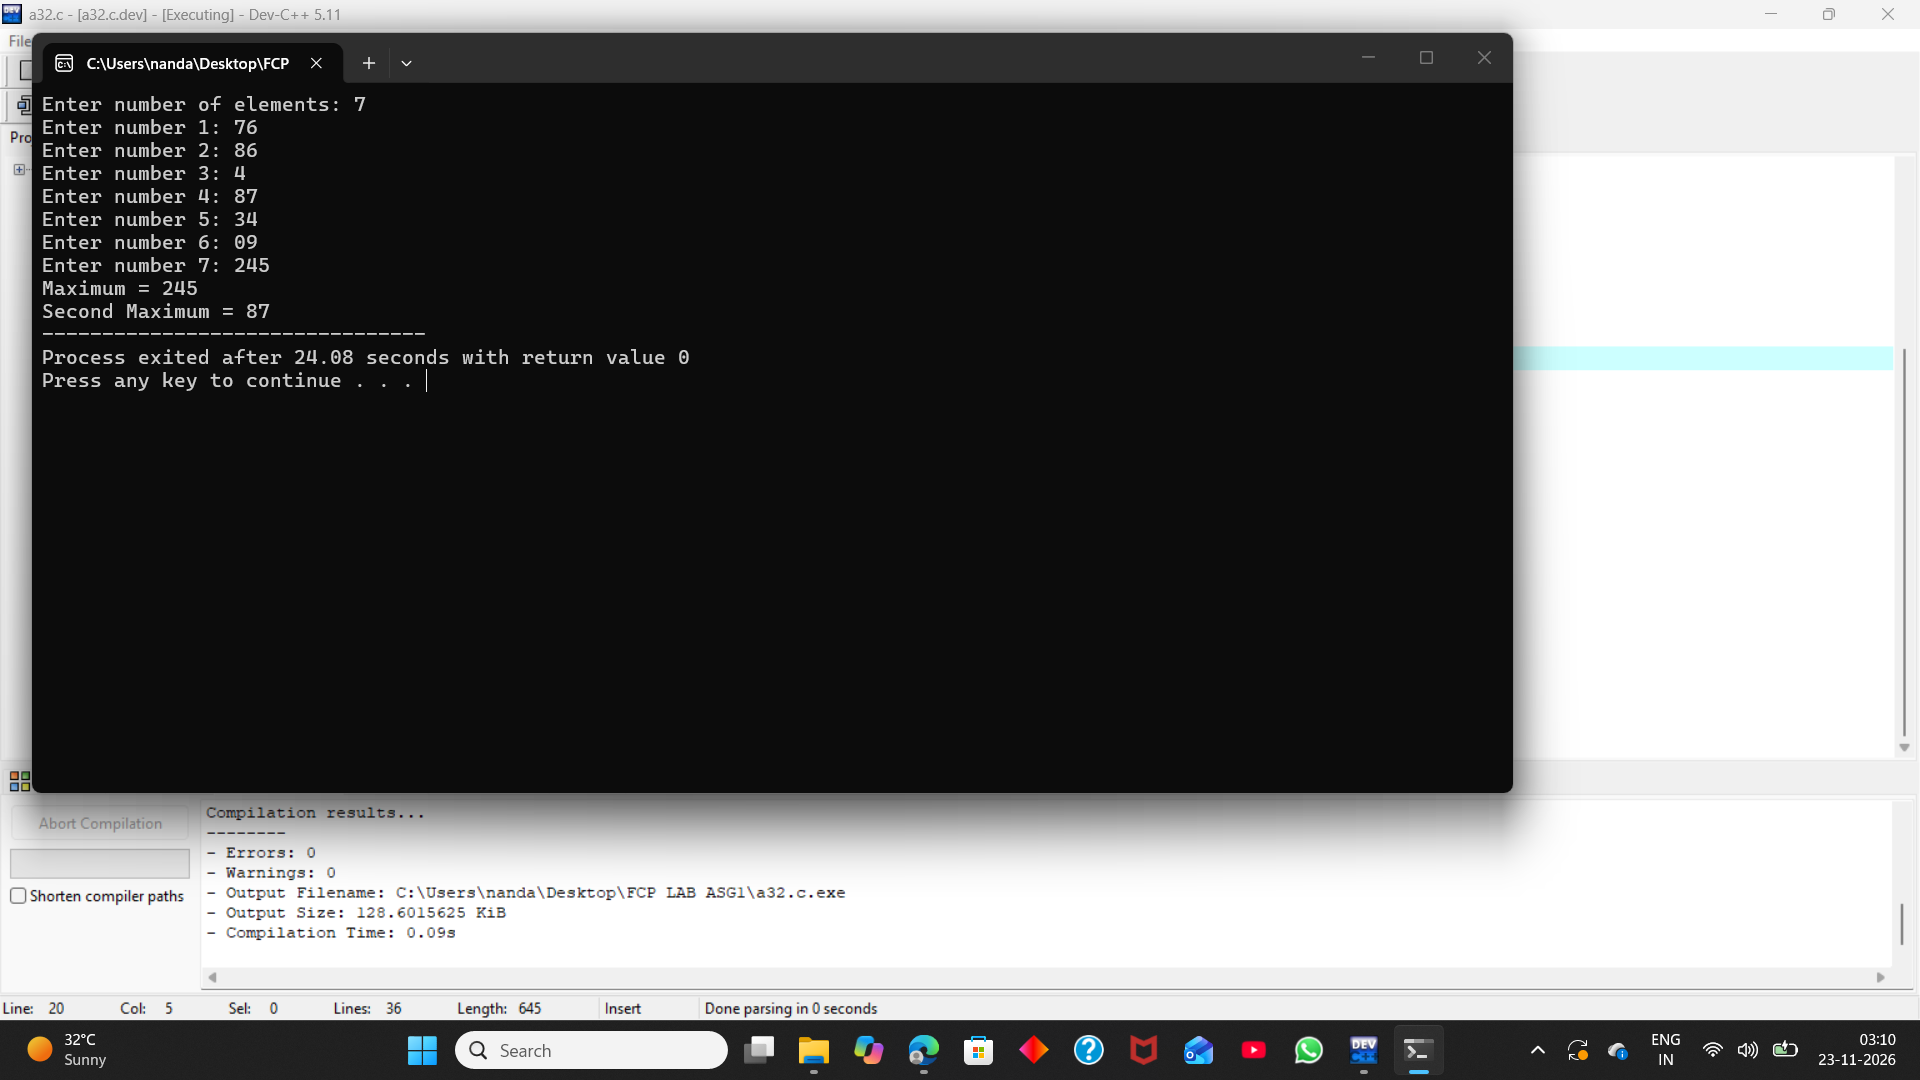 a32.c - [a32.c.dev] - [Executing] - Dev-C++ 5.11
File
C:\Users\nanda\Desktop\FCP
Enter number of elements: 7
Enter number 1: 76
Enter number 2: 86
Enter number 3: 4
Enter number 4: 87
Enter number 5: 34
Enter number 6: 09
Enter number 7: 245
Maximum = 245
Second Maximum = 87
--------------------------------
Process exited after 24.08 seconds with return value 0
Press any key to continue . . .
Abort Compilation
Shorten compiler paths
Compilation results...
--------
- Errors: 0
- Warnings: 0
- Output Filename: C:\Users\nanda\Desktop\FCP LAB ASG1\a32.c.exe
- Output Size: 128.6015625 KiB
- Compilation Time: 0.09s
Line: 20 Col: 5 Sel: 0 Lines: 36 Length: 645 Insert Done parsing in 0 seconds
32°C
Sunny
Search
DEV
ENG
IN
03:10
23-11-2026